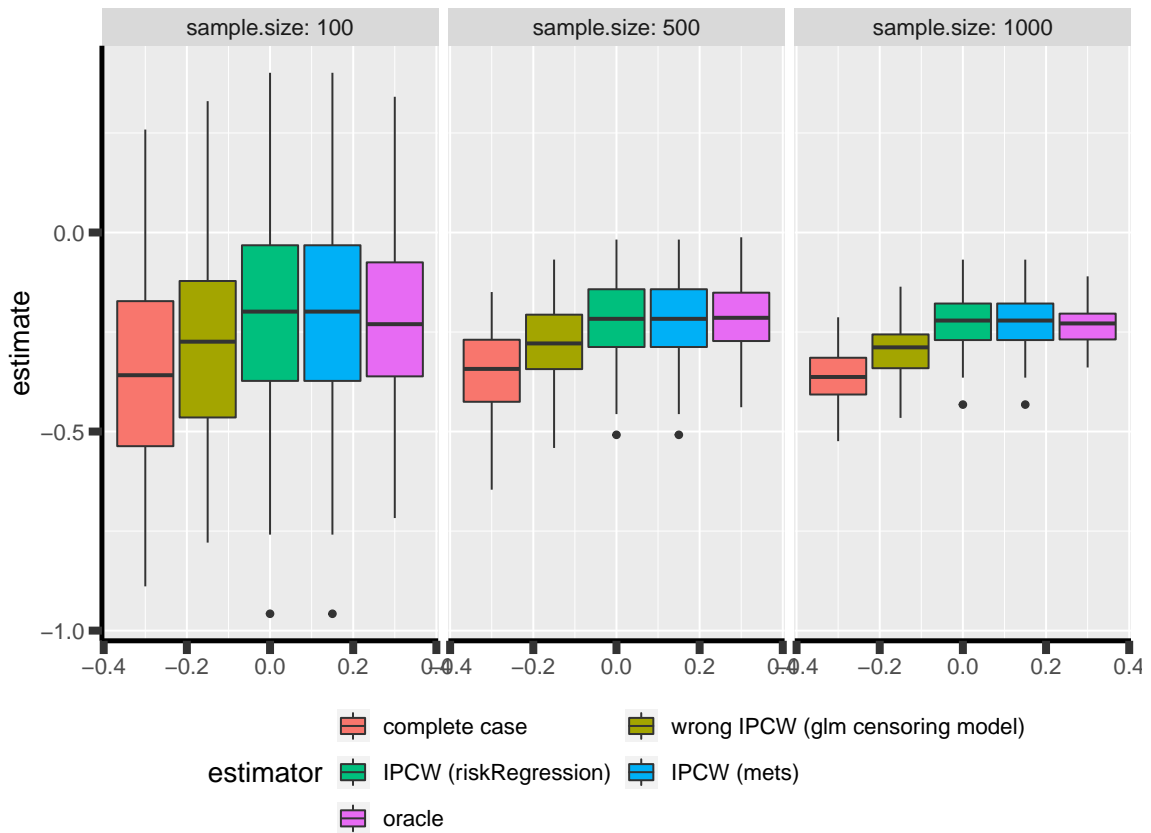 sample.size: 100 sample.size: 500 sample.size: 1000
estimate
0.0
−0.5
−1.0
−0.4 −0.2 0.0 0.2 0.4 −0.4 −0.2 0.0 0.2 0.4 −0.4 −0.2 0.0 0.2 0.4
estimator
complete case wrong IPCW (glm censoring model)
IPCW (riskRegression) IPCW (mets)
oracle